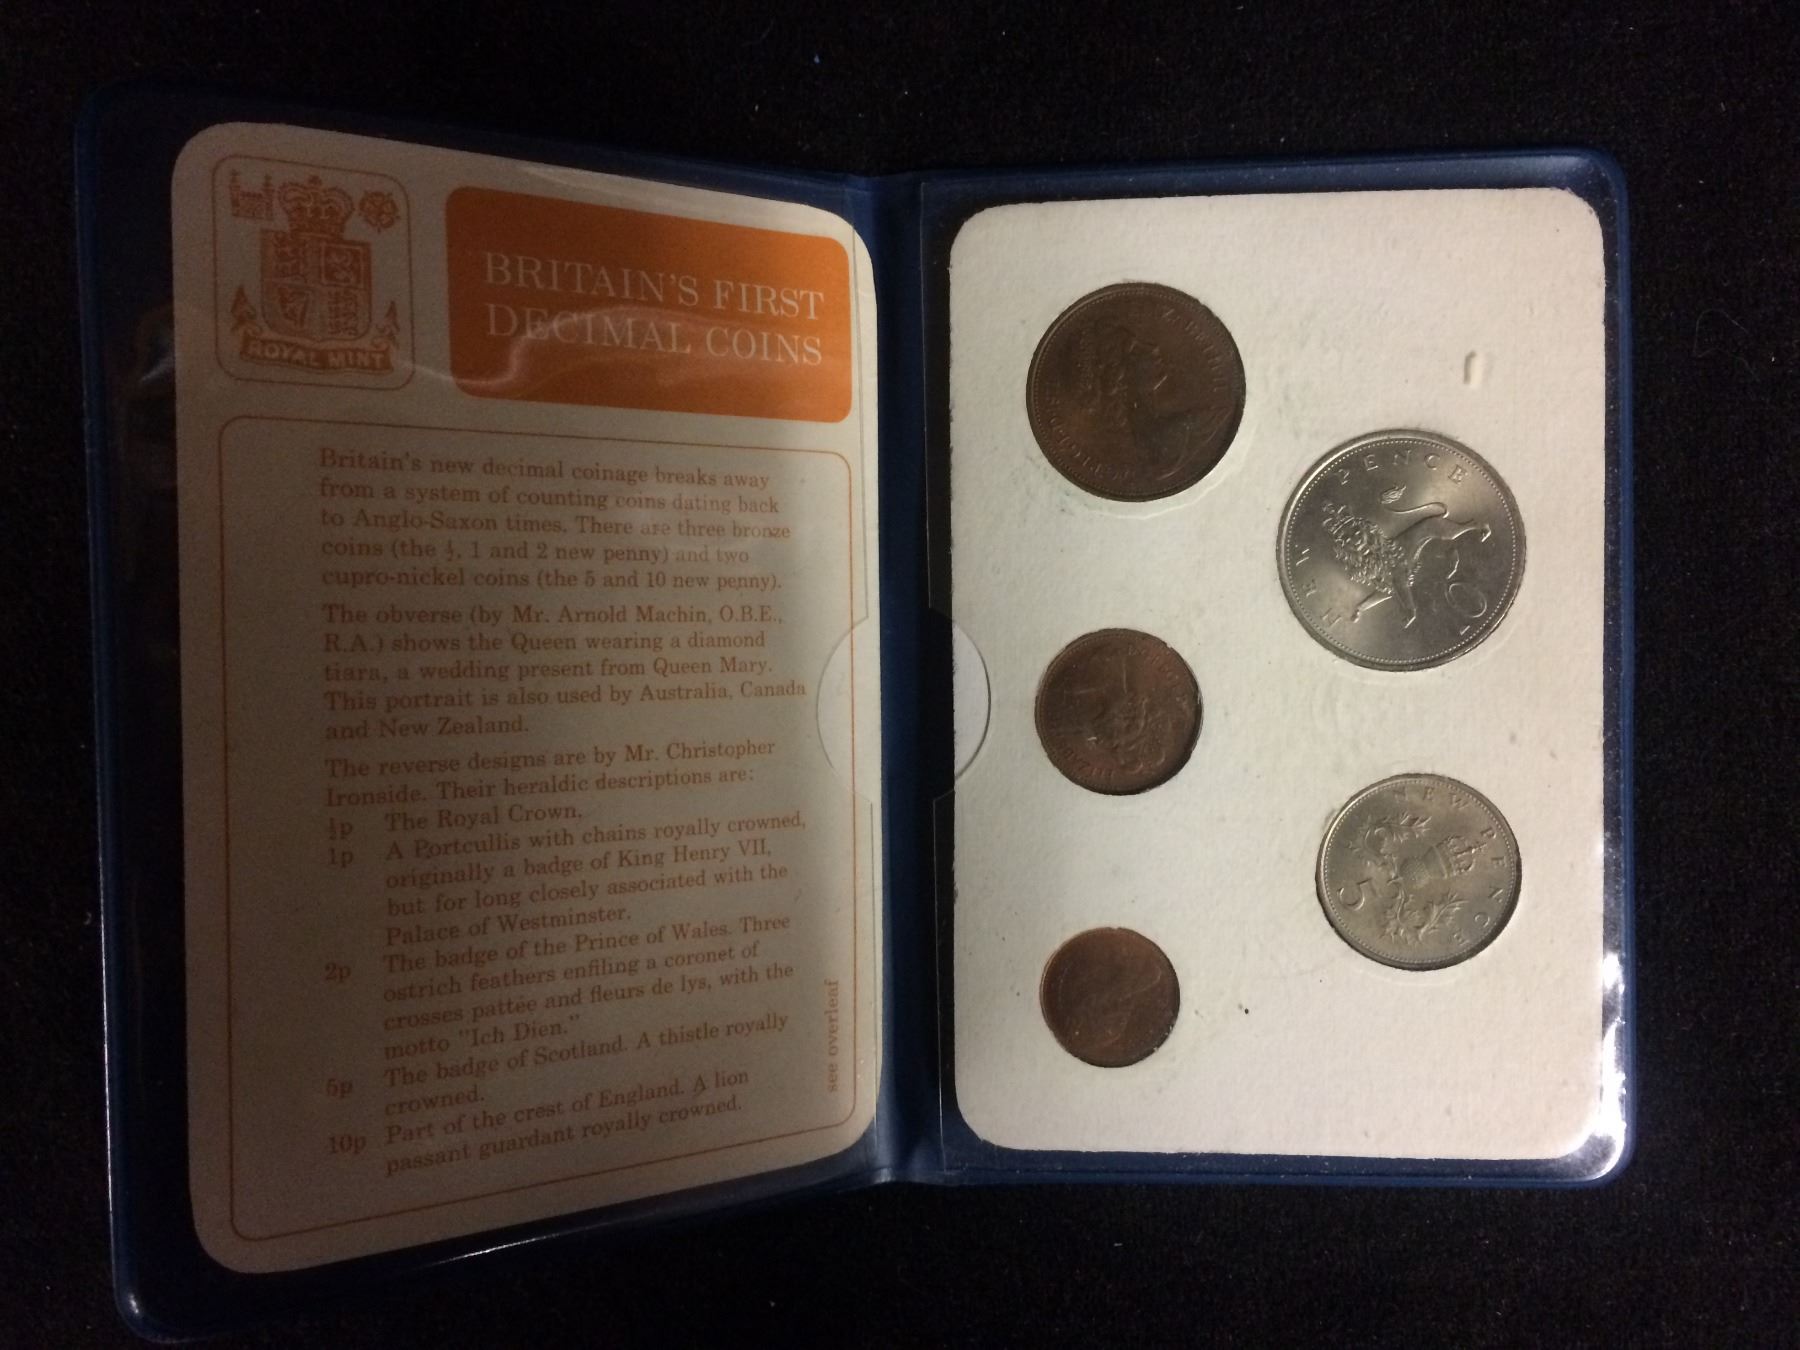 ROYAL MINT
BRITAIN'S FIRST
DECIMAL COINS
Britain's new decimal coinage breaks away
from a system of counting coins dating back
to Anglo-Saxon times. There are three bronze
coins (the ½, 1 and 2 new penny) and two
cupro-nickel coins (the 5 and 10 new penny).
The obverse (by Mr. Arnold Machin, O.B.E.,
R.A.) shows the Queen wearing a diamond
tiara, a wedding present from Queen Mary.
This portrait is also used by Australia, Canada
and New Zealand.
The reverse designs are by Mr. Christopher
Ironside. Their heraldic descriptions are:
½p The Royal Crown.
1p A Portcullis with chains royally crowned,
originally a badge of King Henry VII,
but for long closely associated with the
Palace of Westminster.
2p The badge of the Prince of Wales. Three
ostrich feathers enfiling a coronet of
crosses pattée and fleurs de lys, with the
motto "Ich Dien."
5p The badge of Scotland. A thistle royally
crowned.
10p Part of the crest of England. A lion
passant guardant royally crowned.
see overleaf
NEW PENCE
10
NEW PENCE
5